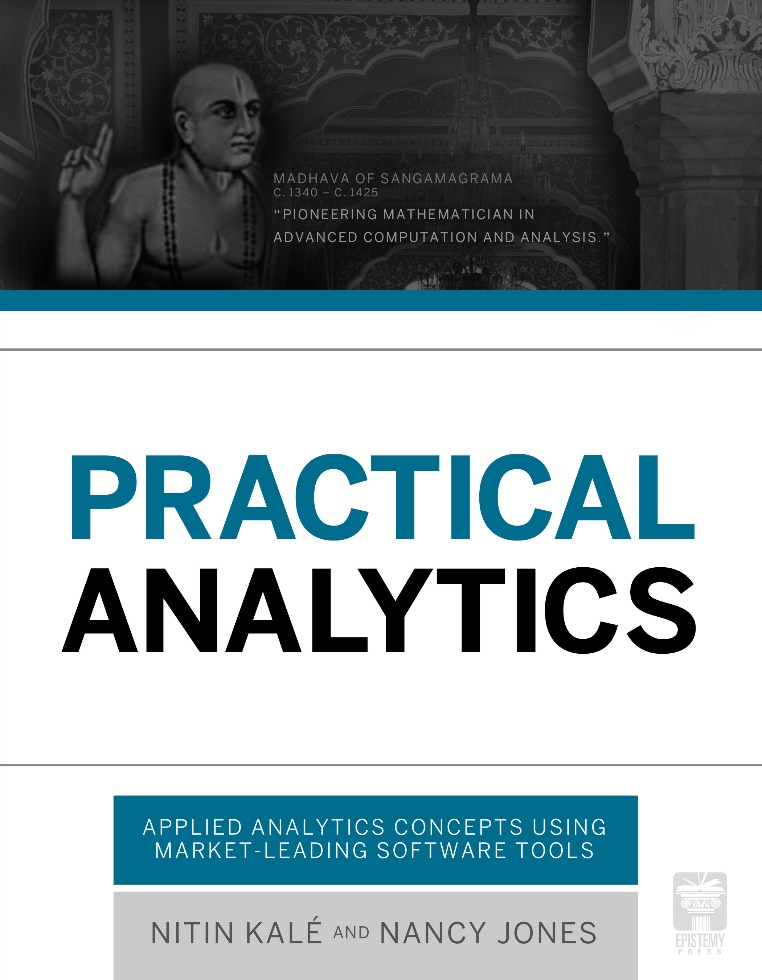 MADHAVA OF SANGAMAGRAMA
C. 1340 – C. 1425
“PIONEERING MATHEMATICIAN IN
ADVANCED COMPUTATION AND ANALYSIS.”
PRACTICAL
ANALYTICS
APPLIED ANALYTICS CONCEPTS USING
MARKET-LEADING SOFTWARE TOOLS
NITIN KALÉ AND NANCY JONES
EPISTEMY
PRESS